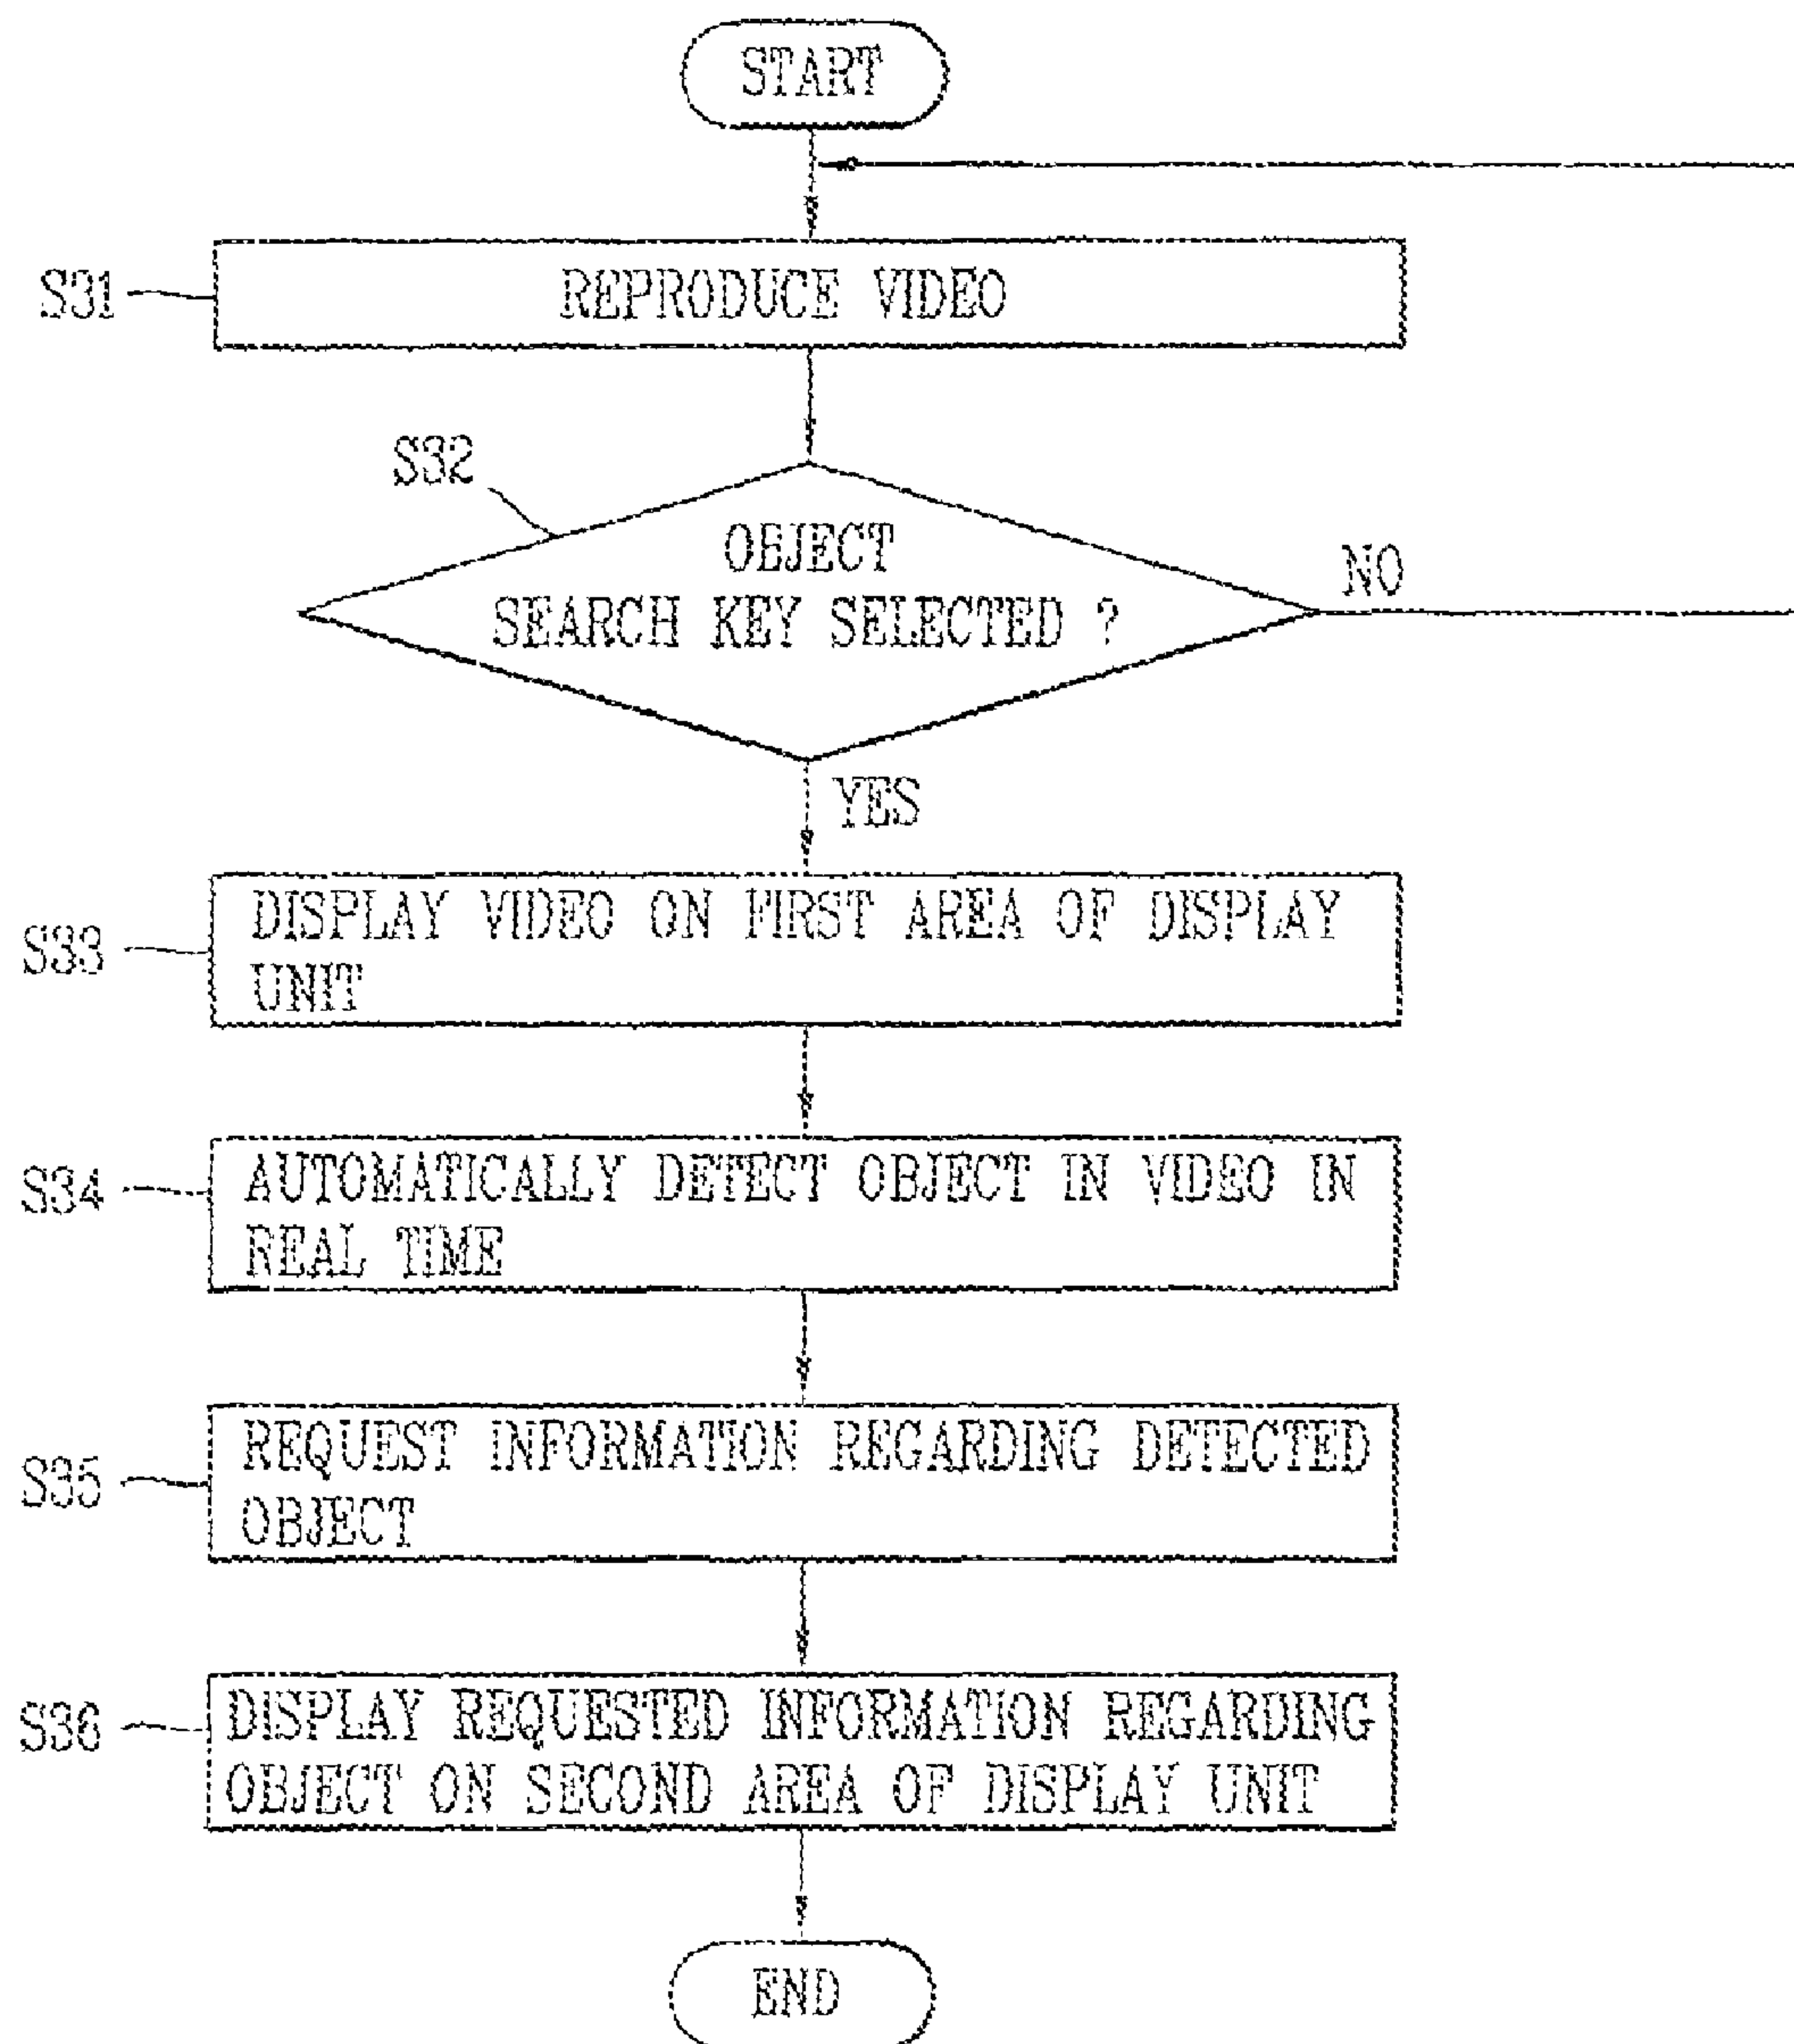 START
S31
REPRODUCE VIDEO
S32
OBJECT
SEARCH KEY SELECTED ?
NO
YES
S33
DISPLAY VIDEO ON FIRST AREA OF DISPLAY
UNIT
S34
AUTOMATICALLY DETECT OBJECT IN VIDEO IN
REAL TIME
S35
REQUEST INFORMATION REGARDING DETECTED
OBJECT
S36
DISPLAY REQUESTED INFORMATION REGARDING
OBJECT ON SECOND AREA OF DISPLAY UNIT
END